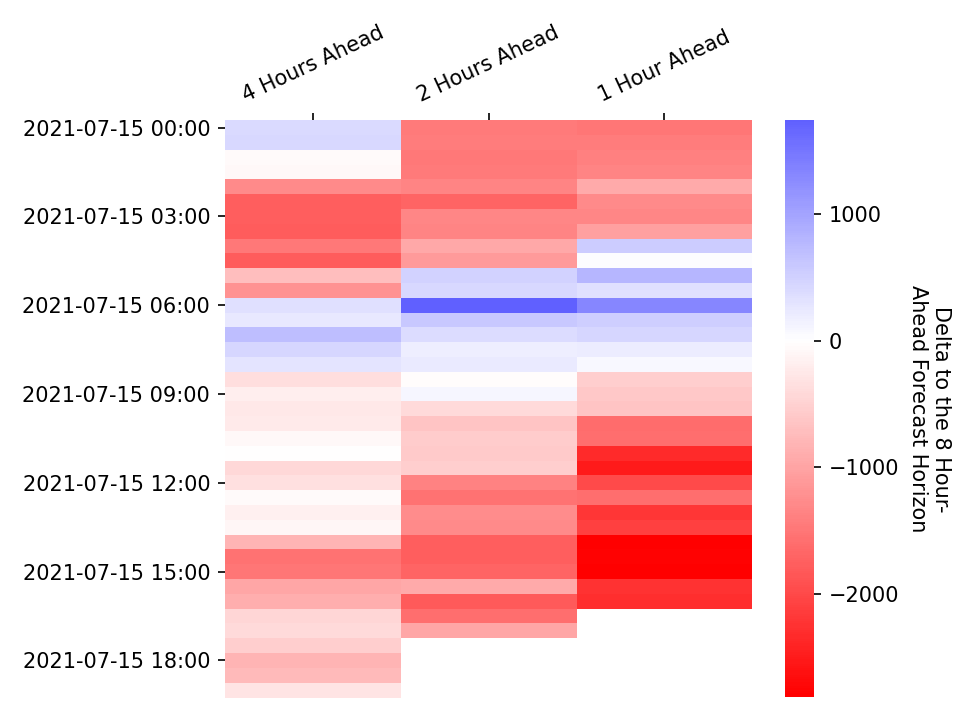 4 Hours Ahead
2 Hours Ahead
1 Hour Ahead
2021-07-15 00:00
2021-07-15 03:00
2021-07-15 06:00
2021-07-15 09:00
2021-07-15 12:00
2021-07-15 15:00
2021-07-15 18:00
1000
0
−1000
−2000
Delta to the 8 Hour-
Ahead Forecast Horizon